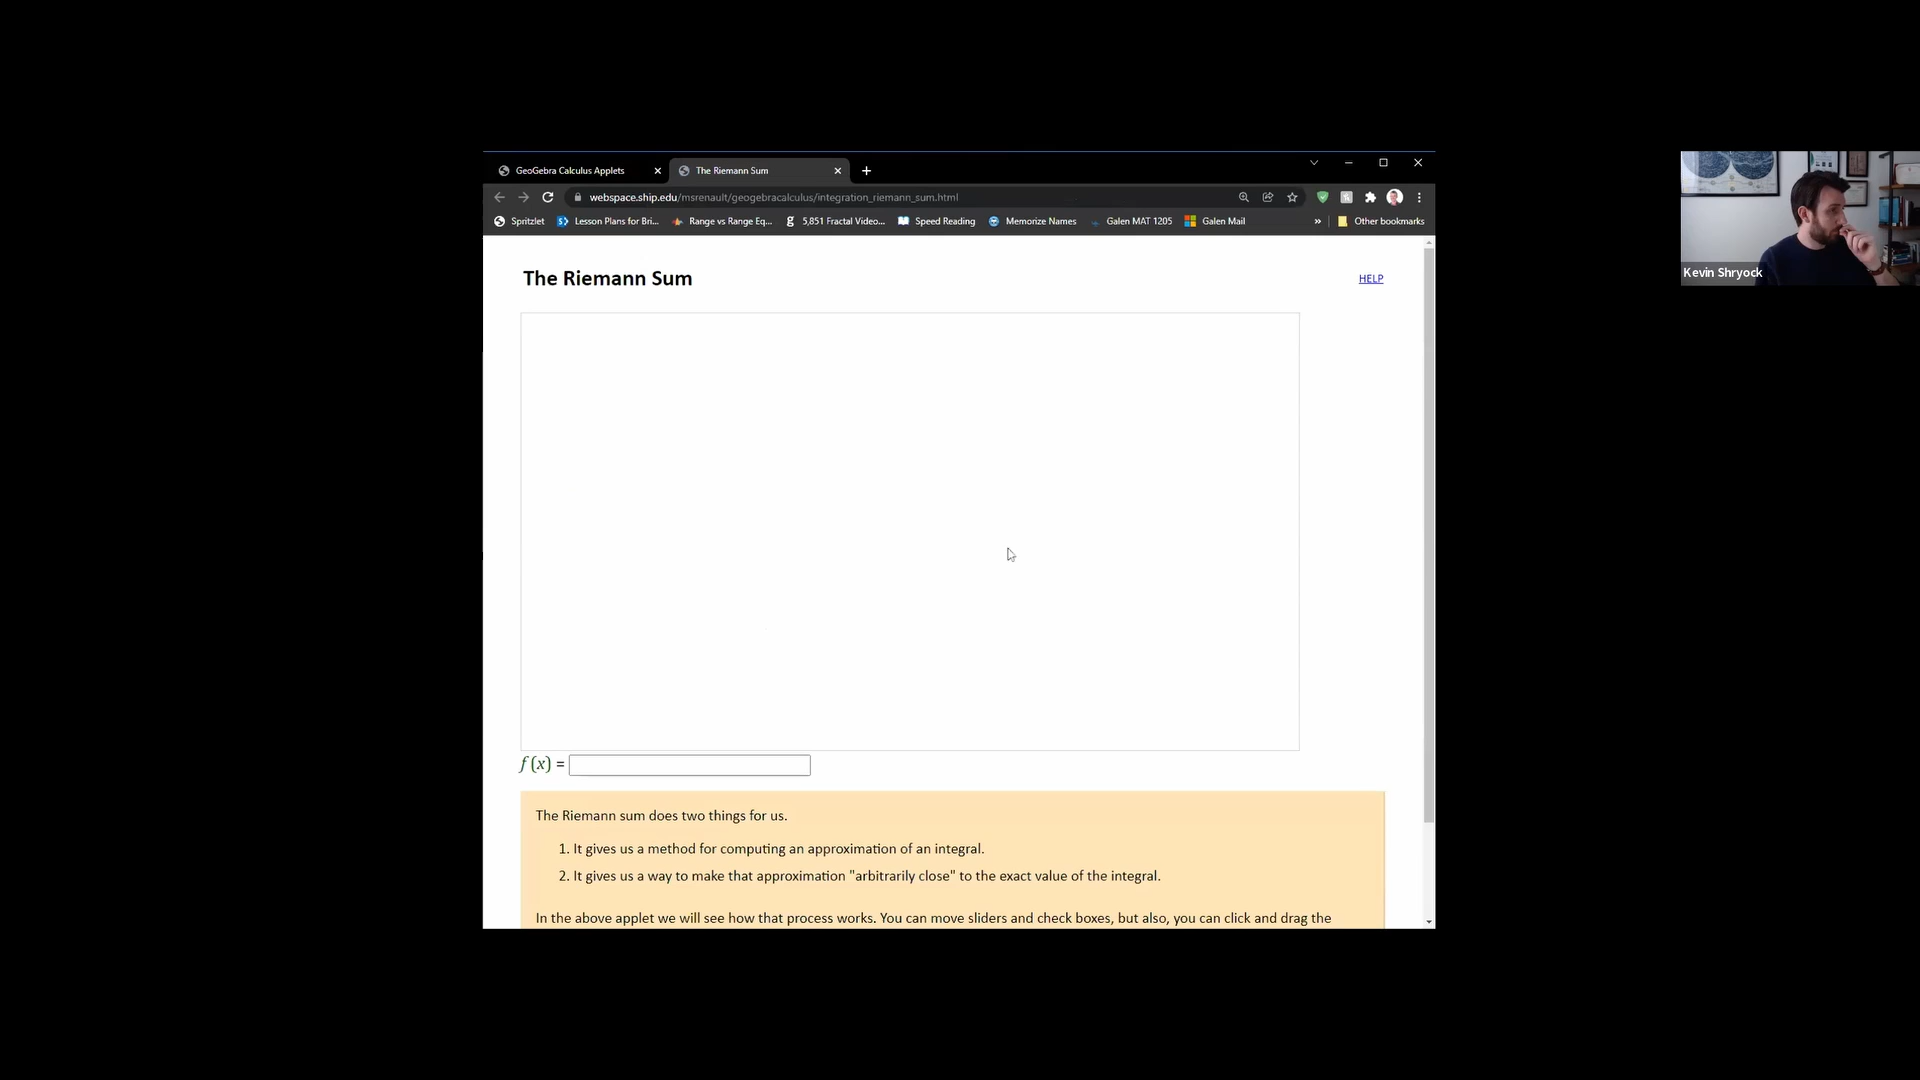 GeoGebra Calculus Applets
The Riemann Sum
webspace.ship.edu/msrenault/geogebracalculus/integration_riemann_sum.html
Spritzlet
Lesson Plans for Bri...
Range vs Range Eq...
5,851 Fractal Video...
Speed Reading
Memorize Names
Galen MAT 1205
Galen Mail
»
Other bookmarks
The Riemann Sum
HELP
Kevin Shryock
f(x) =
The Riemann sum does two things for us.
1. It gives us a method for computing an approximation of an integral.
2. It gives us a way to make that approximation "arbitrarily close" to the exact value of the integral.
In the above applet we will see how that process works. You can move sliders and check boxes, but also, you can click and drag the